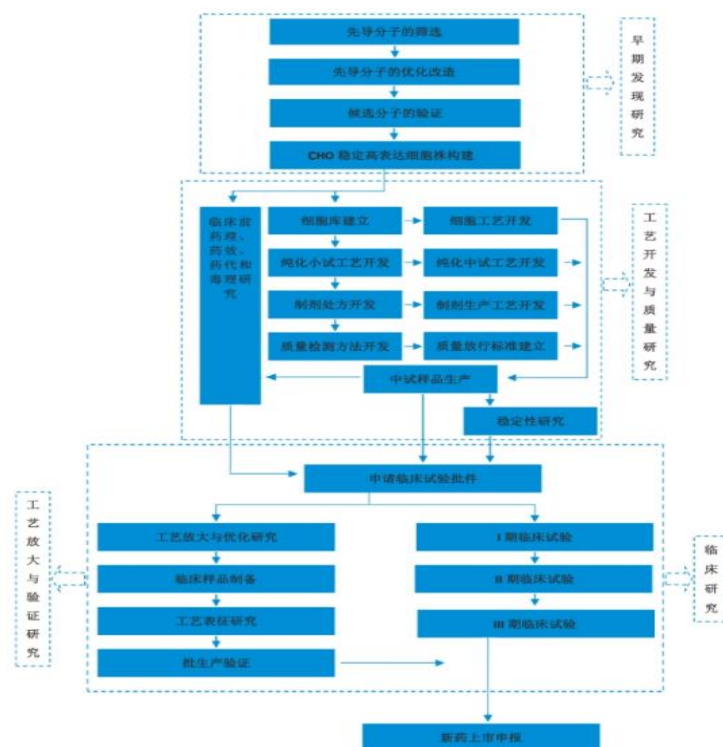 先导分子的筛选
先导分子的优化改造
候选分子的验证
CHO 稳定高表达细胞株构建
早期发现研究
临床前
药理、
药效、
药代和
毒理研
究
细胞库建立
细胞工艺开发
纯化小试工艺开发
纯化中试工艺开发
制剂处方开发
制剂生产工艺开发
质量检测方法开发
质量放行标准建立
中试样品生产
稳定性研究
工艺开发与质量研究
申请临床试验批件
工艺放大与优化研究
I 期临床试验
临床样品制备
II 期临床试验
工艺表征研究
III 期临床试验
批生产验证
工艺放大与验证研究
临床研究
新药上市申报